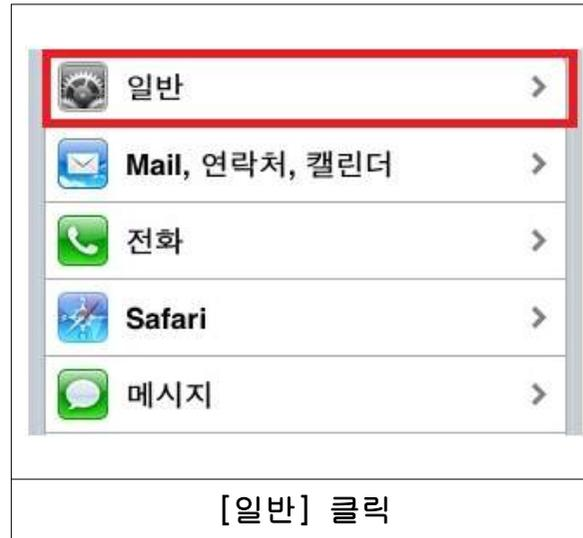 일반
Mail, 연락처, 캘린더
전화
Safari
메시지
[일반] 클릭